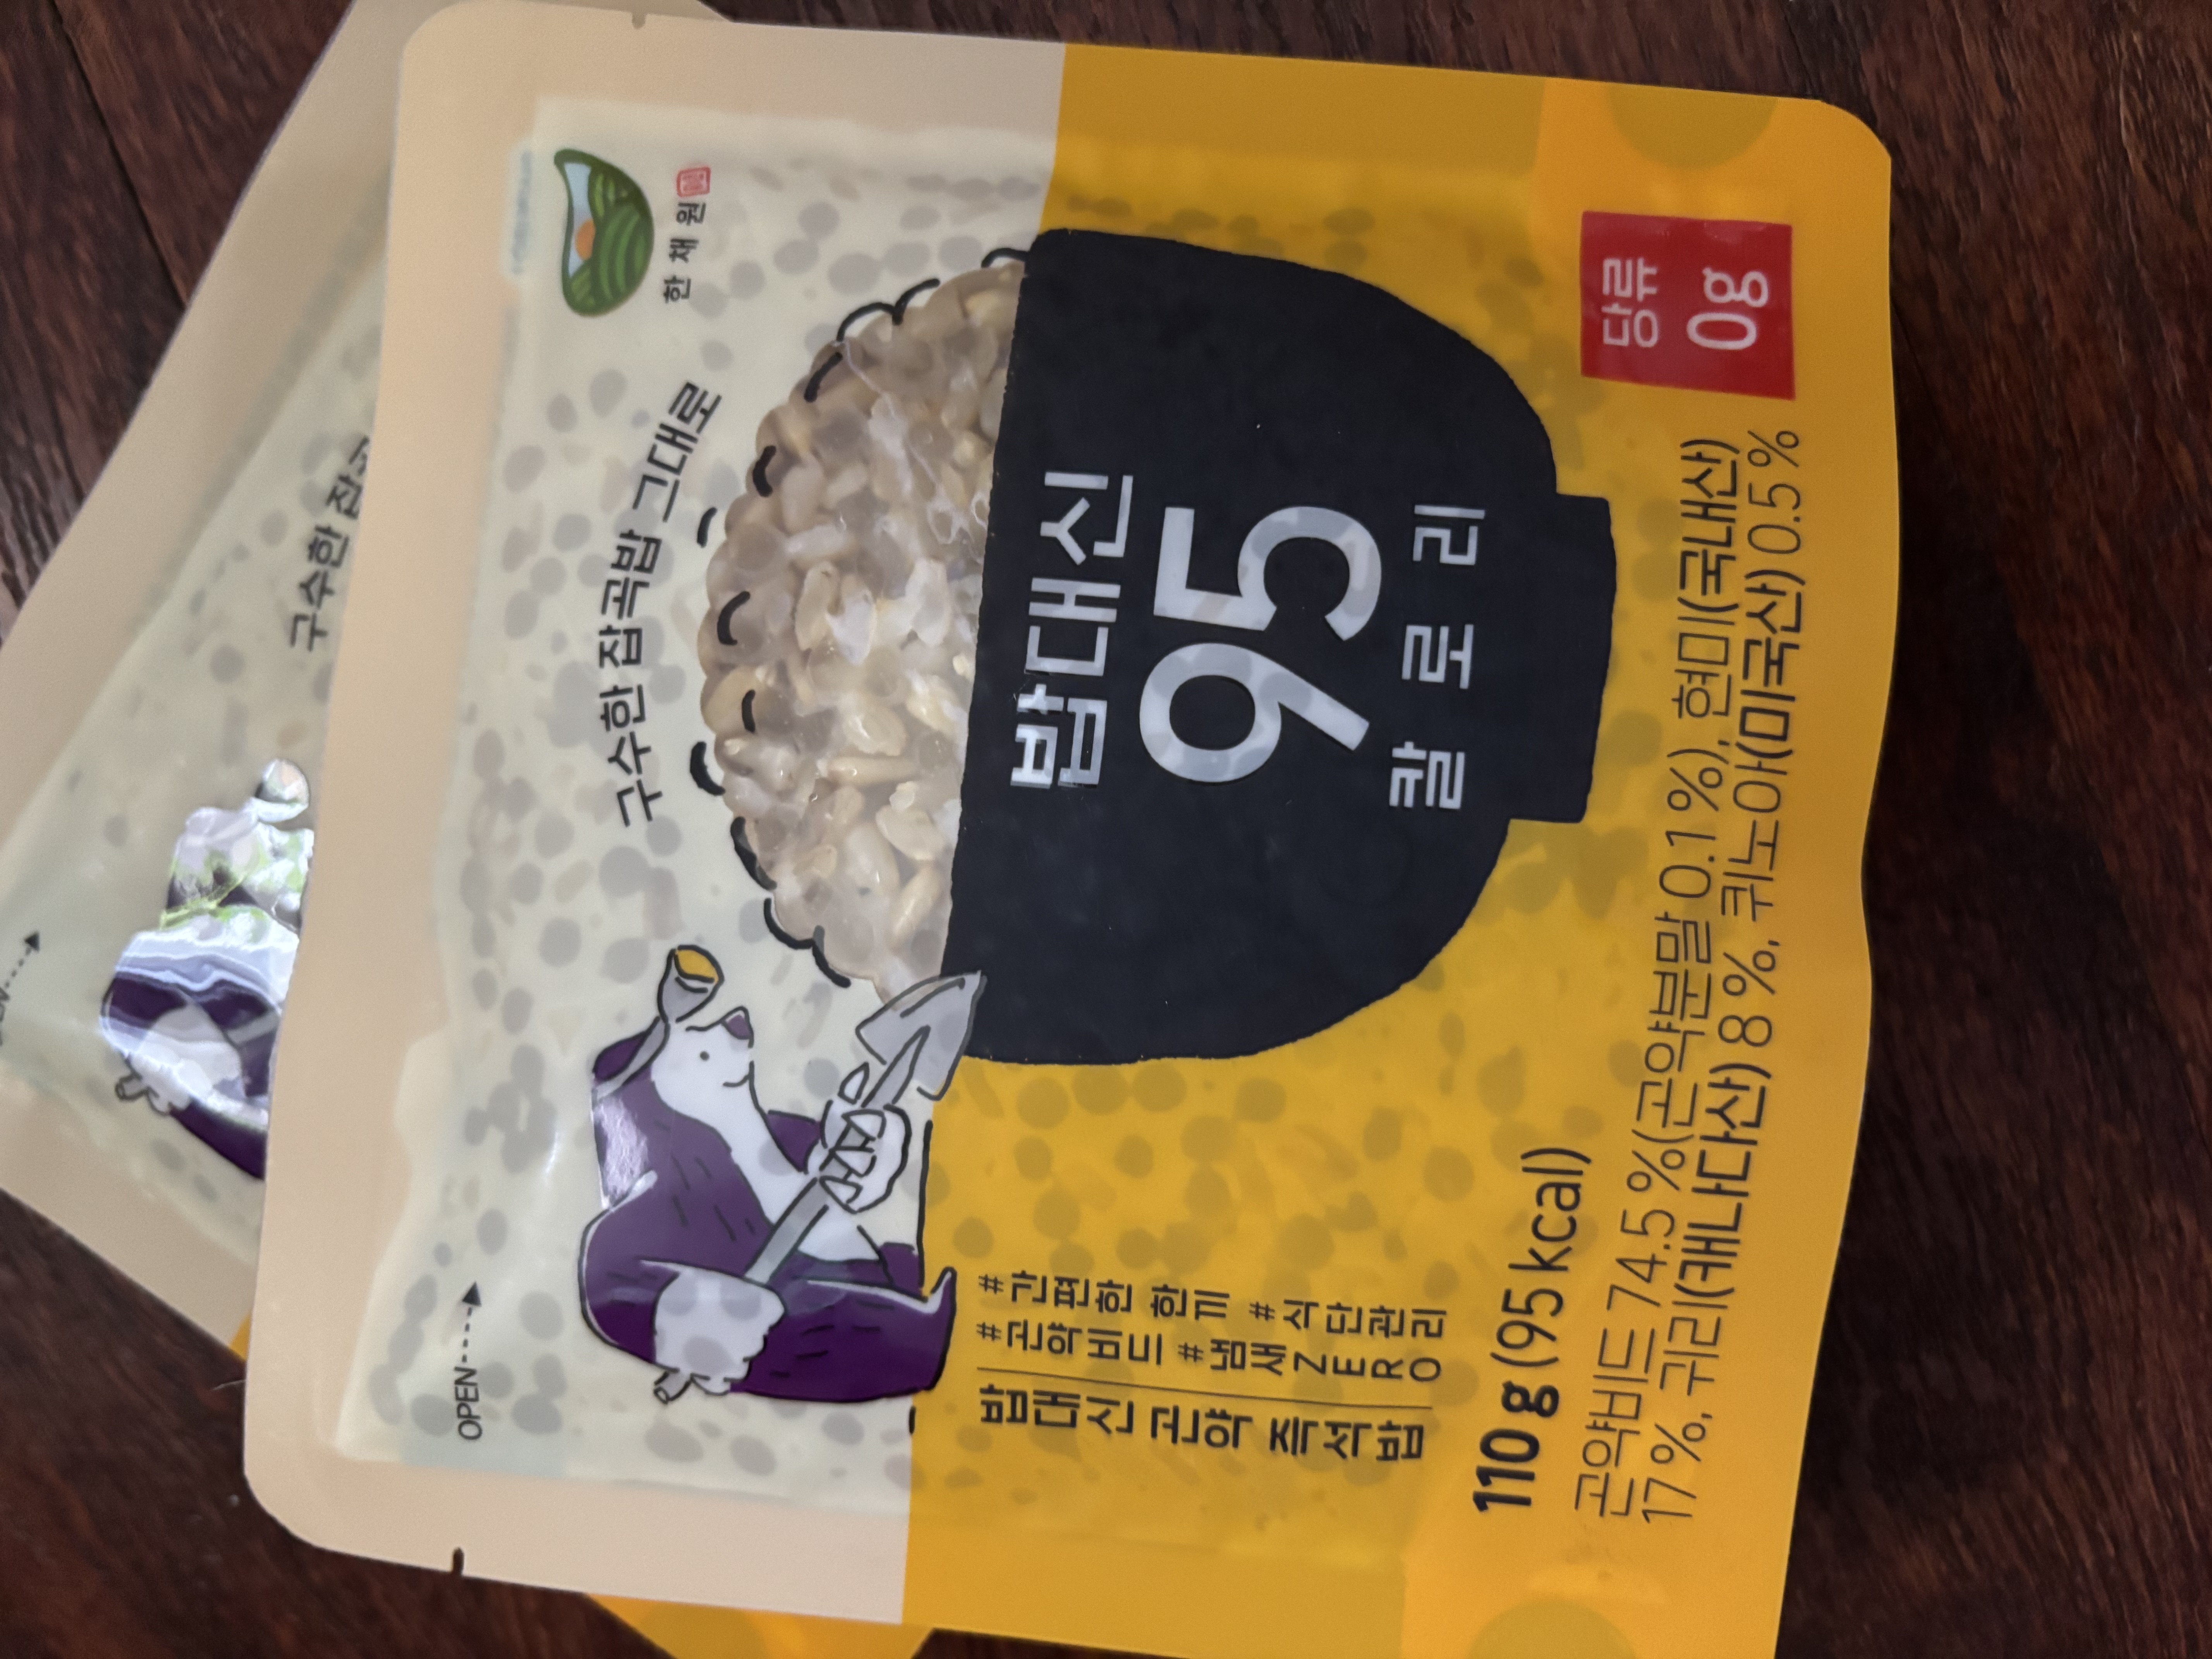 한채원
구수한 잡곡밥 그대로
OPEN
밥대신
95
칼로리
#간편한 한끼 #식단관리
#곤약비드 #냄새ZERO
밥대신 곤약 즉석밥
당류
0g
110 g (95 kcal)
곤약비드 74.5 %(곤약분말 0.1 %), 현미(국내산)
17 %, 귀리(캐나다산) 8 %, 퀴노아(미국산) 0.5 %
구수한 잡